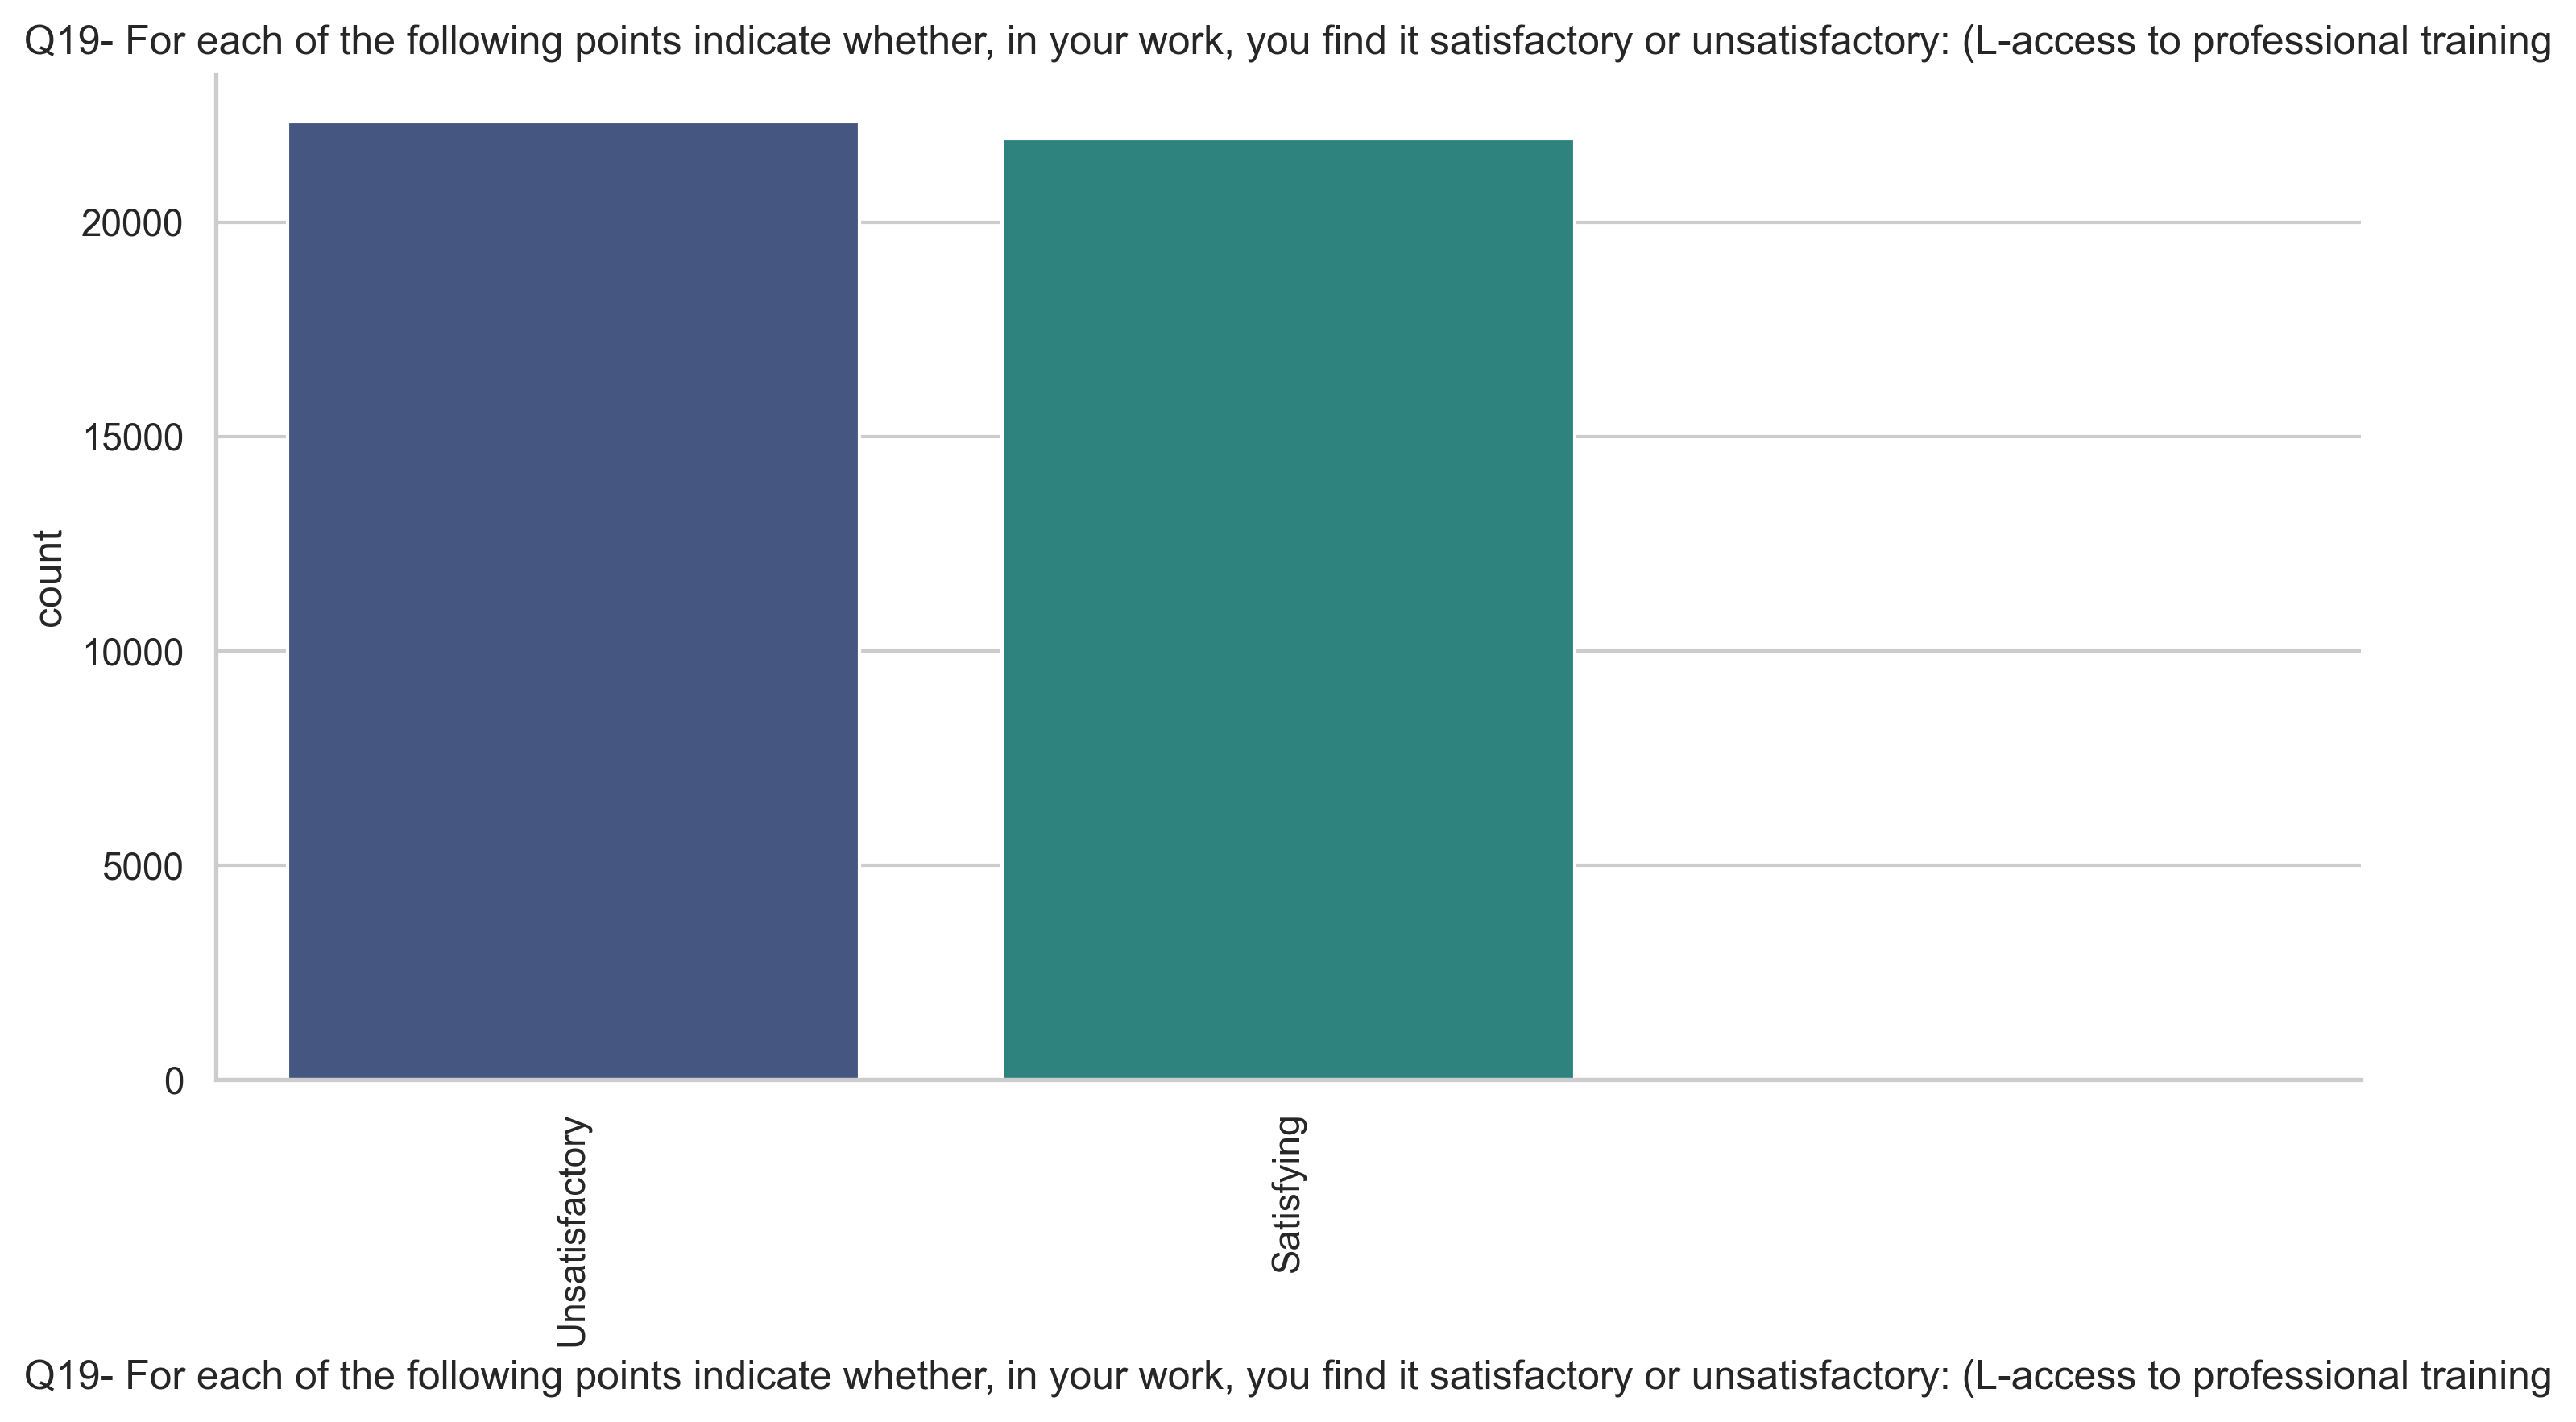 Q19- For each of the following points indicate whether, in your work, you find it satisfactory or unsatisfactory: (L-access to professional training
20000
15000
10000
5000
0
count
Unsatisfactory
Satisfying
Q19- For each of the following points indicate whether, in your work, you find it satisfactory or unsatisfactory: (L-access to professional training